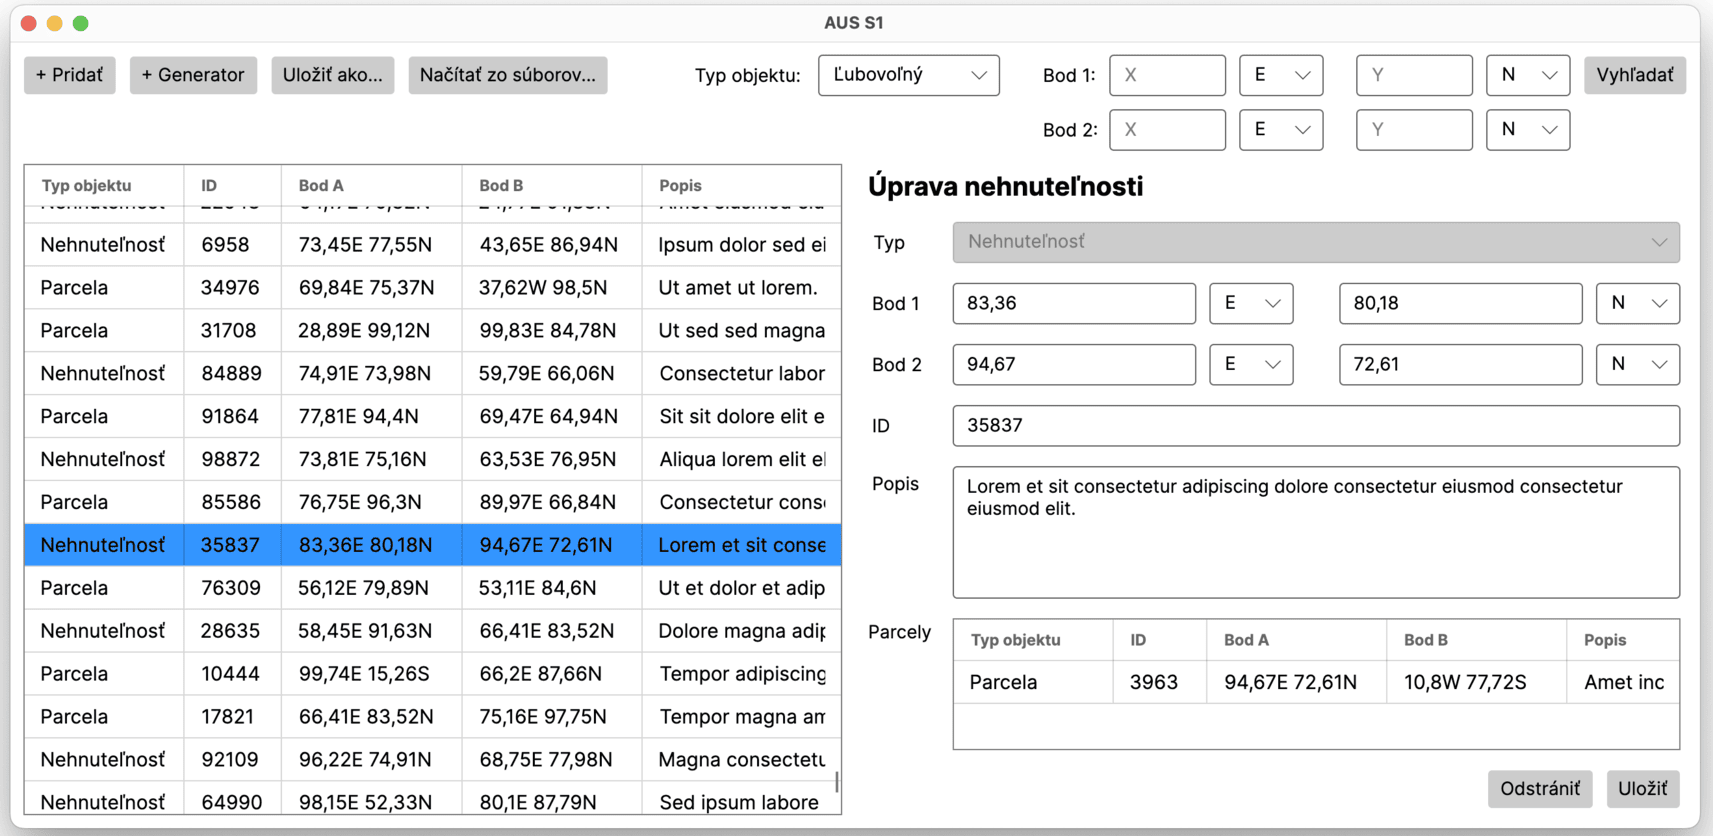 AUS S1
+ Pridať + Generator Uložiť ako... Načítať zo súborov... Typ objektu: Ľubovoľný Bod 1: X E Y N Vyhľadať
Bod 2: X E Y N
Typ objektu ID Bod A Bod B Popis
Nehnuteľnosť 6958 73,45E 77,55N 43,65E 86,94N Ipsum dolor sed ei
Parcela 34976 69,84E 75,37N 37,62W 98,5N Ut amet ut lorem.
Parcela 31708 28,89E 99,12N 99,83E 84,78N Ut sed sed magna
Nehnuteľnosť 84889 74,91E 73,98N 59,79E 66,06N Consectetur labor
Parcela 91864 77,81E 94,4N 69,47E 64,94N Sit sit dolore elit e
Nehnuteľnosť 98872 73,81E 75,16N 63,53E 76,95N Aliqua lorem elit
Parcela 85586 76,75E 96,3N 89,97E 66,84N Consectetur cons
Nehnuteľnosť 35837 83,36E 80,18N 94,67E 72,61N Lorem et sit conse
Parcela 76309 56,12E 79,89N 53,11E 84,6N Ut et dolor et adip
Nehnuteľnosť 28635 58,45E 91,63N 66,41E 83,52N Dolore magna adip
Parcela 10444 99,74E 15,26S 66,2E 87,66N Tempor adipiscing
Parcela 17821 66,41E 83,52N 75,16E 97,75N Tempor magna am
Nehnuteľnosť 92109 96,22E 74,91N 68,75E 77,98N Magna consectetu
Nehnuteľnosť 64990 98,15E 52,33N 80,1E 87,79N Sed ipsum labore
Úprava nehnuteľnosti
Typ Nehnuteľnosť
Bod 1 83,36 E 80,18 N
Bod 2 94,67 E 72,61 N
ID 35837
Popis Lorem et sit consectetur adipiscing dolore consectetur eiusmod consectetur
eiusmod elit.
Parcely Typ objektu ID Bod A Bod B Popis
Parcela 3963 94,67E 72,61N 10,8W 77,72S Amet inc
Odstrániť Uložiť